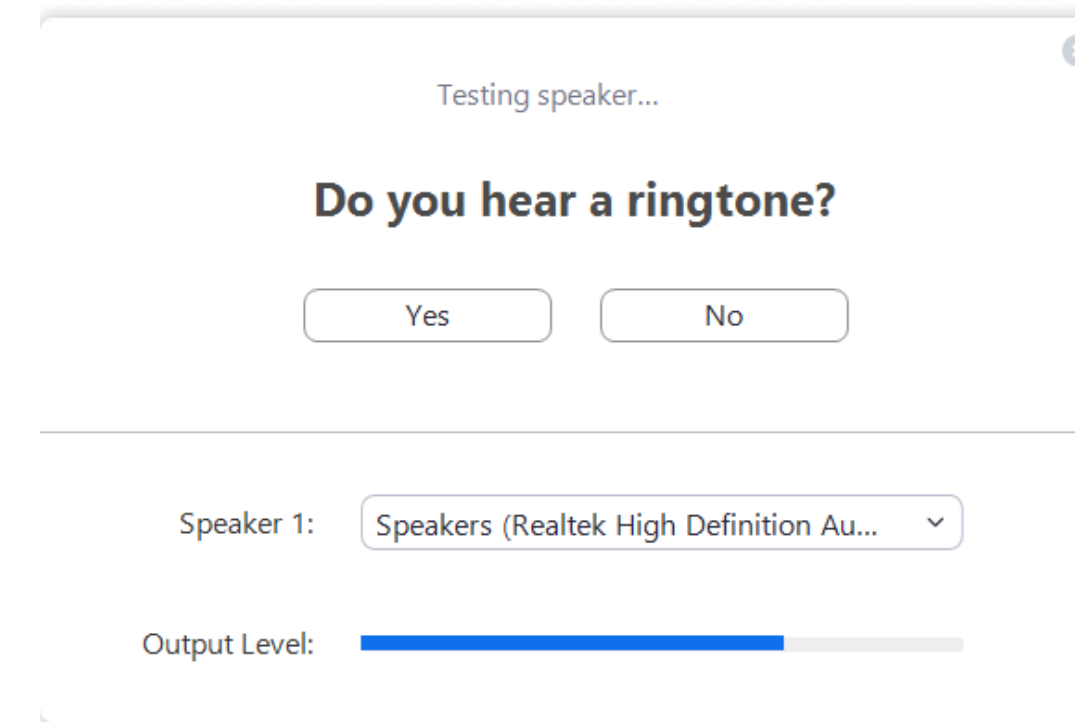 Testing speaker...
Do you hear a ringtone?
Yes
No
Speaker 1:
Speakers (Realtek High Definition Au...
Output Level: